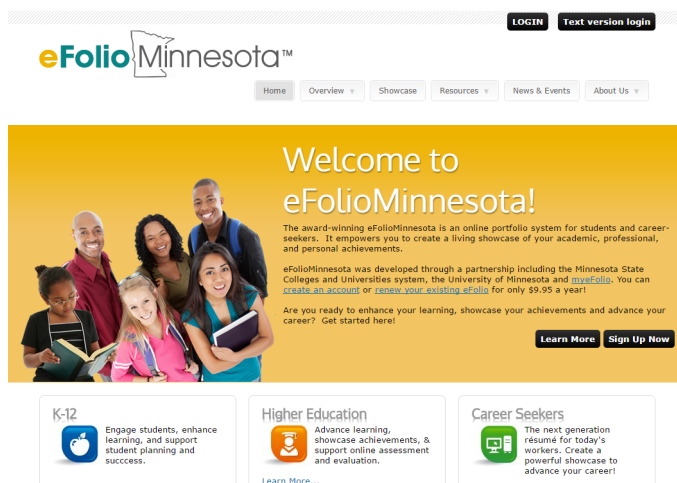 LOGIN
Text version login
eFolio Minnesota™
Home
Overview
Showcase
Resources
News & Events
About Us
Welcome to
eFolioMinnesota!
The award-winning eFolioMinnesota is an online portfolio system for students and career-
seekers. It empowers you to create a living showcase of your academic, professional,
and personal achievements.
eFolioMinnesota was developed through a partnership including the Minnesota State
Colleges and Universities system, the University of Minnesota and myeFolio. You can
create an account or renew your existing eFolio for only $9.95 a year!
Are you ready to enhance your learning, showcase your achievements and advance your
career? Get started here!
Learn More
Sign Up Now
K-12
Engage students, enhance
learning, and support
student planning and
succcess.
Higher Education
Advance learning,
showcase achievements, &
support online assessment
and evaluation.
Learn More...
Career Seekers
The next generation
résumé for today's
workers. Create a
powerful showcase to
advance your career!